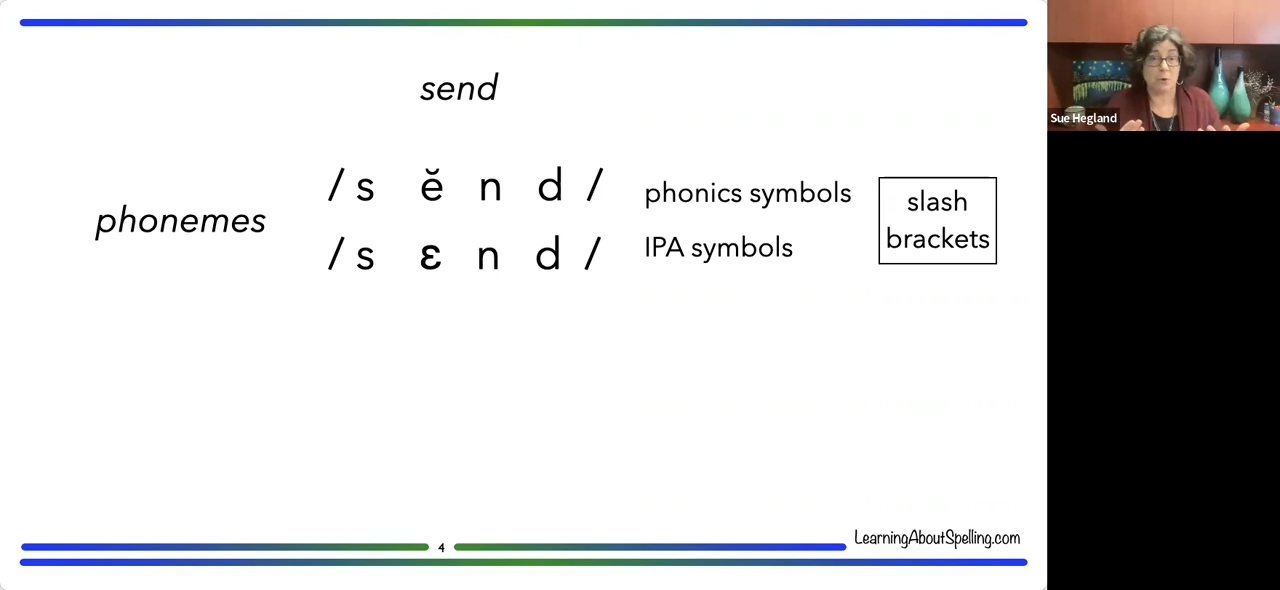 send
phonemes
/ s ĕ n d / phonics symbols
/ s ɛ n d / IPA symbols
slash
brackets
Sue Hegland
4
LearningAboutSpelling.com